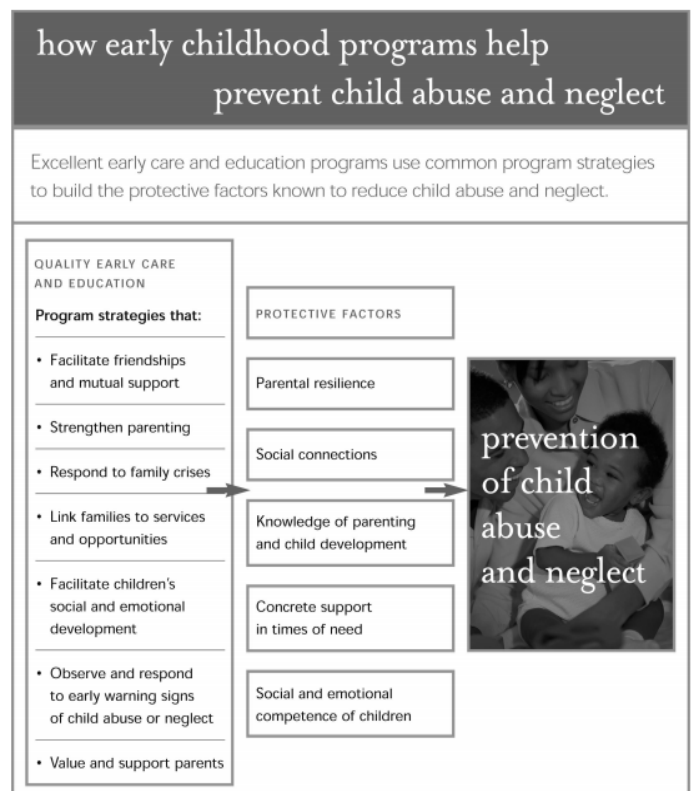 how early childhood programs help
prevent child abuse and neglect
Excellent early care and education programs use common program strategies
to build the protective factors known to reduce child abuse and neglect.
QUALITY EARLY CARE
AND EDUCATION
Program strategies that:
• Facilitate friendships
and mutual support
• Strengthen parenting
• Respond to family crises
• Link families to services
and opportunities
• Facilitate children's
social and emotional
development
• Observe and respond
to early warning signs
of child abuse or neglect
• Value and support parents
PROTECTIVE FACTORS
Parental resilience
Social connections
Knowledge of parenting
and child development
Concrete support
in times of need
Social and emotional
competence of children
prevention
of child
abuse
and neglect